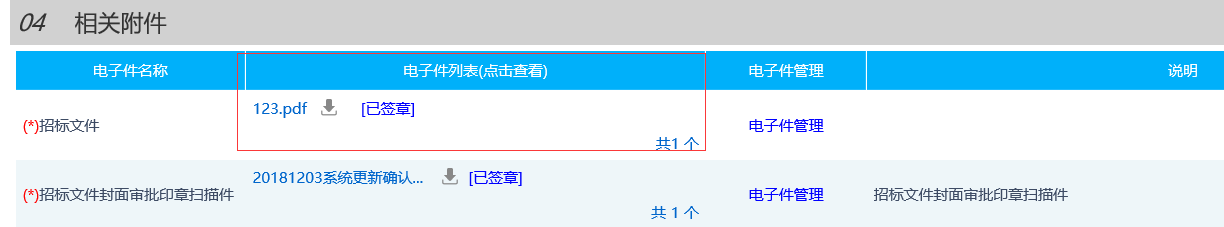 04 相关附件
电子件名称 电子件列表(点击查看) 电子件管理 说明
123.pdf [已签章]
(*)招标文件 电子件管理
共1 个
20181203系统更新确认... [已签章]
(*)招标文件封面审批印章扫描件 电子件管理 招标文件封面审批印章扫描件
共 1 个